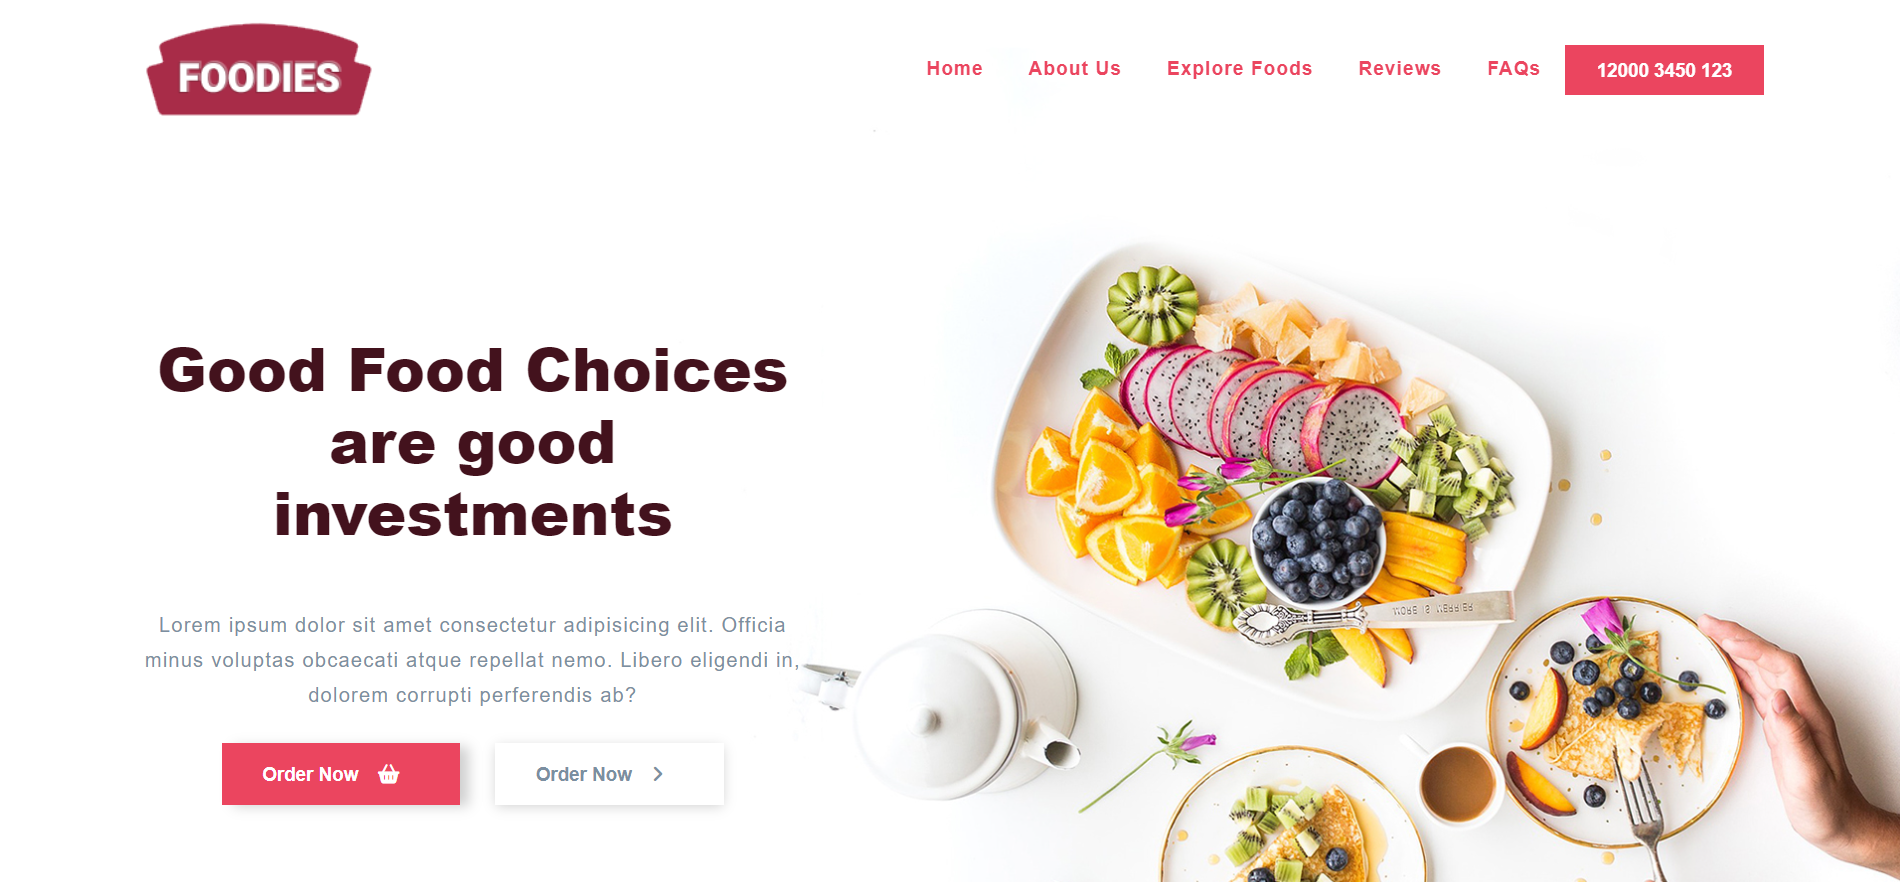 FOODIES
Home
About Us
Explore Foods
Reviews
FAQs
12000 3450 123
Good Food Choices
are good
investments
Lorem ipsum dolor sit amet consectetur adipisicing elit. Officia
minus voluptas obcaecati atque repellat nemo. Libero eligendi in,
dolorem corrupti perferendis ab?
Order Now
Order Now